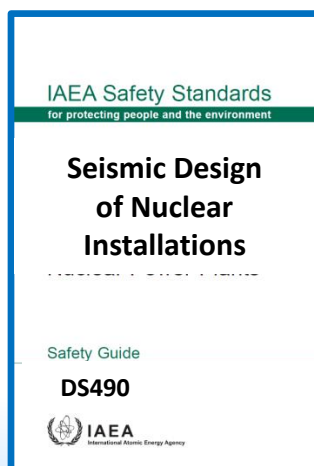 IAEA Safety Standards
for protecting people and the environment
Seismic Design
of Nuclear
Installations
Safety Guide
DS490
IAEA
International Atomic Energy Agency